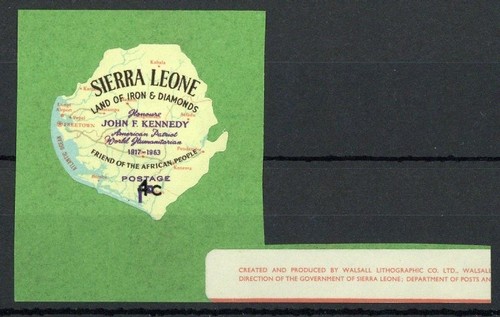 SIERRA LEONE
LAND OF IRON & DIAMONDS
Honours
JOHN F. KENNEDY
American Patriot
World Humanitarian
1917-1963
FRIEND OF THE AFRICAN PEOPLE
POSTAGE
CREATED AND PRODUCED BY WALSALL LITHOGRAPHIC CO. LTD., WALSAL
DIRECTION OF THE GOVERNMENT OF SIERRA LEONE: DEPARTMENT OF POSTS AN